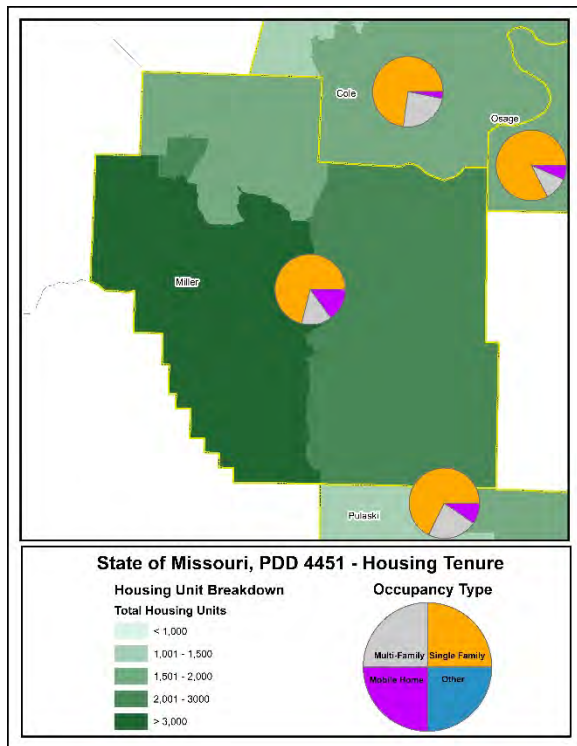 Cole
Osage
Miller
Pulaski
State of Missouri, PDD 4451 - Housing Tenure
Housing Unit Breakdown
Total Housing Units
< 1,000
1,001 - 1,500
1,501 - 2,000
2,001 - 3000
> 3,000
Occupancy Type
Multi-Family
Single Family
Mobile Home
Other